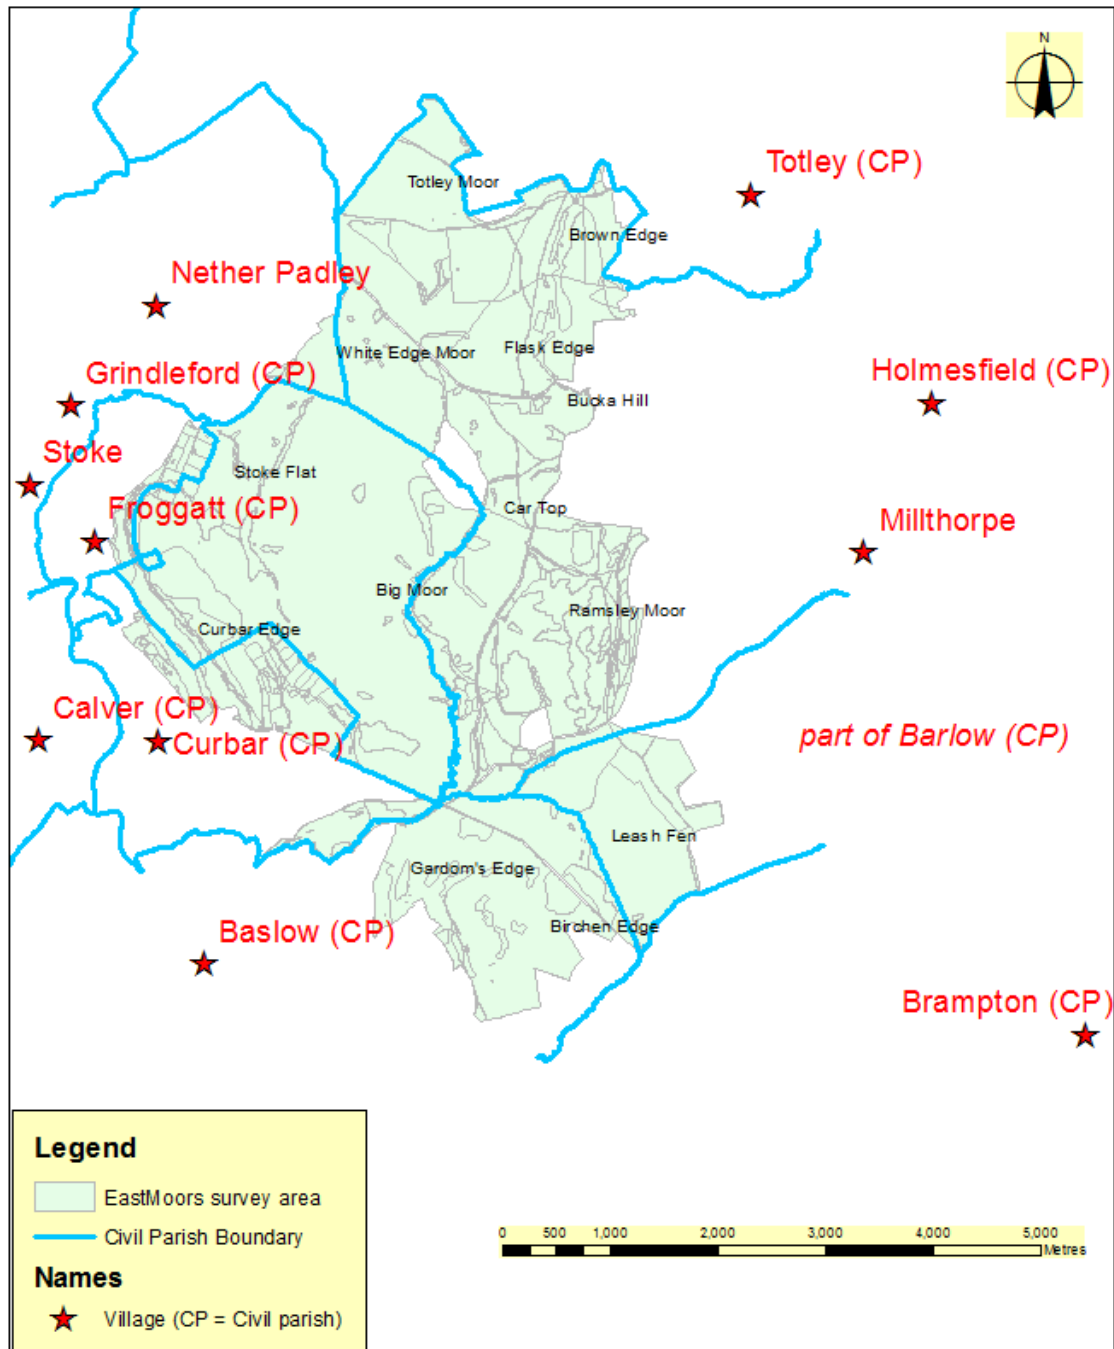 N
Totley (CP)
Totley Moor
Brown Edge
Nether Padley
White Edge Moor
Flask Edge
Grindleford (CP)
Holmesfield (CP)
Bucka Hill
Stoke
Stoke Flat
Froggatt (CP)
Car Top
Millthorpe
Big Moor
Ramsley Moor
Curbar Edge
Calver (CP)
Curbar (CP)
part of Barlow (CP)
Leash Fen
Gardom's Edge
Birchen Edge
Baslow (CP)
Brampton (CP)
Legend
EastMoors survey area
Civil Parish Boundary
Names
Village (CP = Civil parish)
0 500 1,000 2,000 3,000 4,000 5,000
Metres